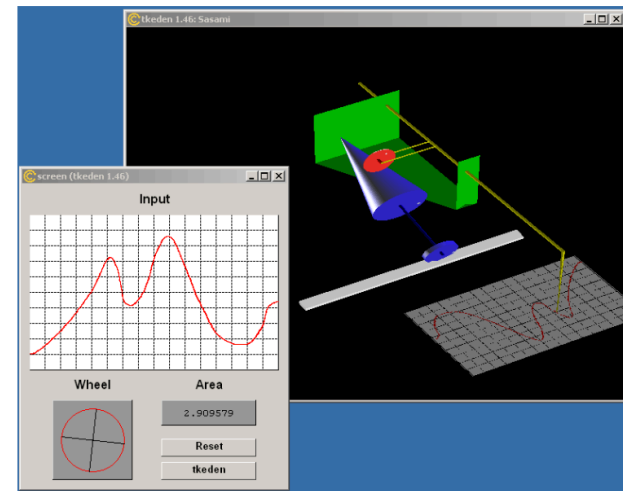 tkeden 1.46: Sasami
screen (tkeden 1.46)
Input
Wheel
Area
2.909579
Reset
tkeden